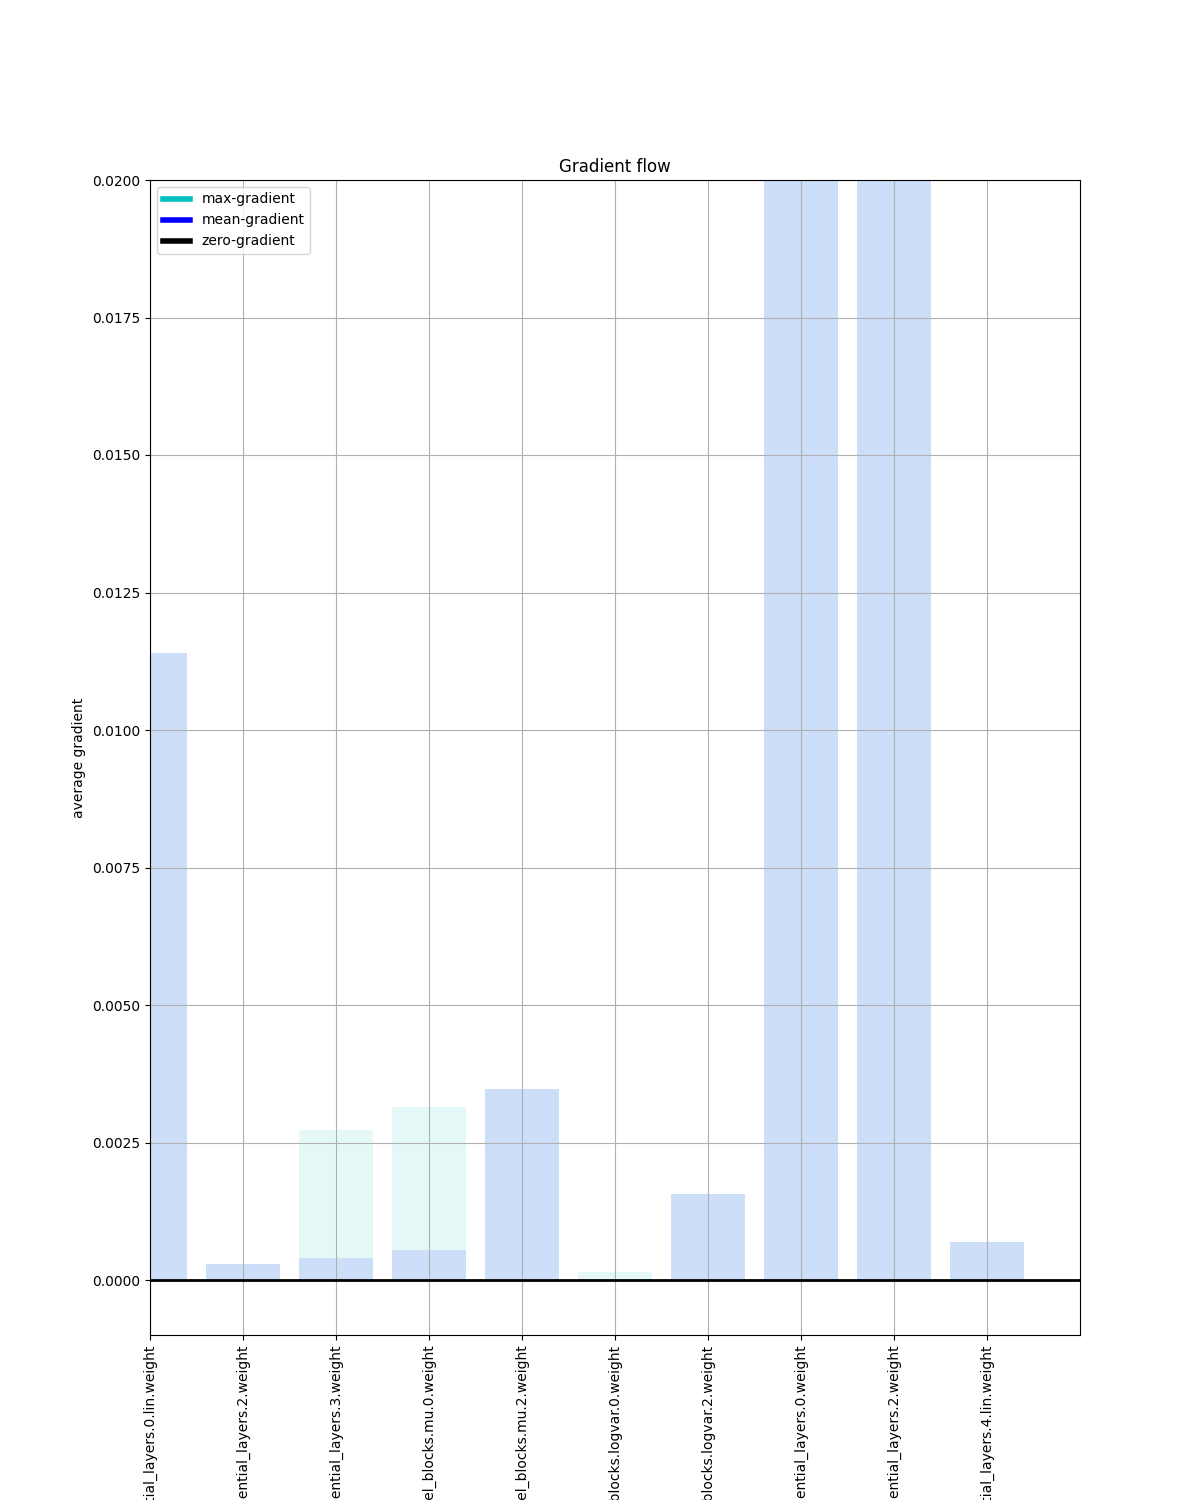 Gradient flow
max-gradient
mean-gradient
zero-gradient
0.0200
0.0175
0.0150
0.0125
0.0100
0.0075
0.0050
0.0025
0.0000
average gradient
tial_layers.0.lin.weight
ential_layers.2.weight
ential_layers.3.weight
el_blocks.mu.0.weight
el_blocks.mu.2.weight
blocks.logvar.0.weight
blocks.logvar.2.weight
ential_layers.0.weight
ential_layers.2.weight
tial_layers.4.lin.weight